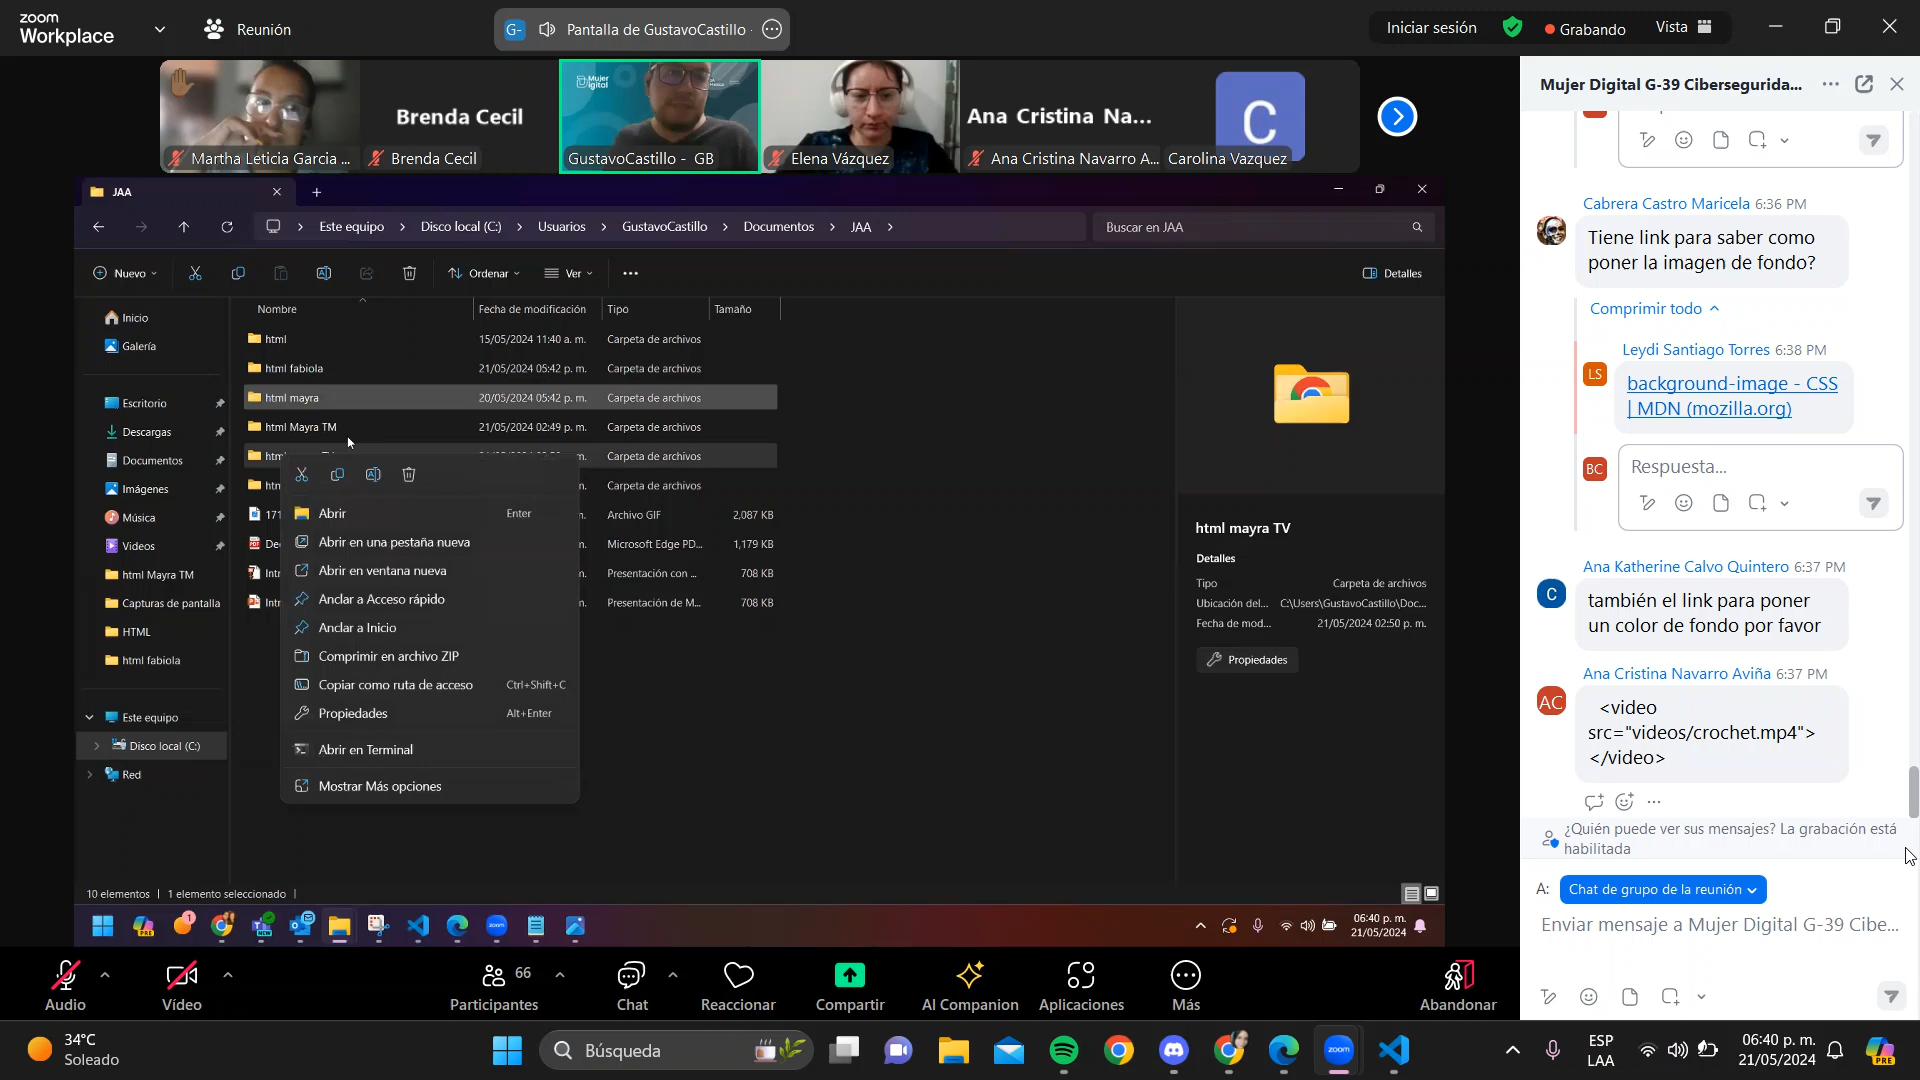 zoom
Workplace
Reunión
G-
Pantalla de GustavoCastillo -
Iniciar sesión
Grabando
Vista
Martha Leticia Garcia ...
Brenda Cecil
Brenda Cecil
Mujer
Digital
GustavoCastillo - GB
Elena Vázquez
Ana Cristina Na...
Ana Cristina Navarro A...
C
Carolina Vazquez
JAA
Este equipo
Disco local (C:)
Usuarios
GustavoCastillo
Documentos
JAA
Buscar en JAA
Nuevo
Ordenar
Ver
Detalles
Inicio
Galería
Escritorio
Descargas
Documentos
Imágenes
Música
Videos
html Mayra TM
Capturas de pantalla
HTML
html fabiola
Este equipo
Disco local (C:)
Red
Nombre
Fecha de modificación
Tipo
Tamaño
html
15/05/2024 11:40 a. m.
Carpeta de archivos
html fabiola
21/05/2024 05:42 p. m.
Carpeta de archivos
html mayra
20/05/2024 05:42 p. m.
Carpeta de archivos
html Mayra TM
21/05/2024 02:49 p. m.
Carpeta de archivos
Carpeta de archivos
Carpeta de archivos
Archivo GIF
2,087 KB
Microsoft Edge PD...
1,179 KB
Presentación con ...
708 KB
Presentación de M...
708 KB
Abrir
Enter
Abrir en una pestaña nueva
Abrir en ventana nueva
Anclar a Acceso rápido
Anclar a Inicio
Comprimir en archivo ZIP
Copiar como ruta de acceso
Ctrl+Shift+C
Propiedades
Alt+Enter
Abrir en Terminal
Mostrar Más opciones
html mayra TV
Detalles
Tipo
Carpeta de archivos
Ubicación del...
C:\Users\GustavoCastillo\Doc...
Fecha de mod...
21/05/2024 02:50 p. m.
Propiedades
10 elementos
1 elemento seleccionado
06:40 p. m.
21/05/2024
Mujer Digital G-39 Cibersegurida...
Cabrera Castro Maricela 6:36 PM
Tiene link para saber como
poner la imagen de fondo?
Comprimir todo
Leydi Santiago Torres 6:38 PM
LS
background-image - CSS
| MDN (mozilla.org)
BC
Respuesta...
Ana Katherine Calvo Quintero 6:37 PM
C
también el link para poner
un color de fondo por favor
Ana Cristina Navarro Aviña 6:37 PM
AC
<video
src="videos/crochet.mp4">
</video>
¿Quién puede ver sus mensajes? La grabación está
habilitada
A:
Chat de grupo de la reunión
Enviar mensaje a Mujer Digital G-39 Cibe...
Audio
Vídeo
66
Participantes
Chat
Reaccionar
Compartir
AI Companion
Aplicaciones
Más
Abandonar
34°C
Soleado
Búsqueda
ESP
LAA
06:40 p. m.
21/05/2024